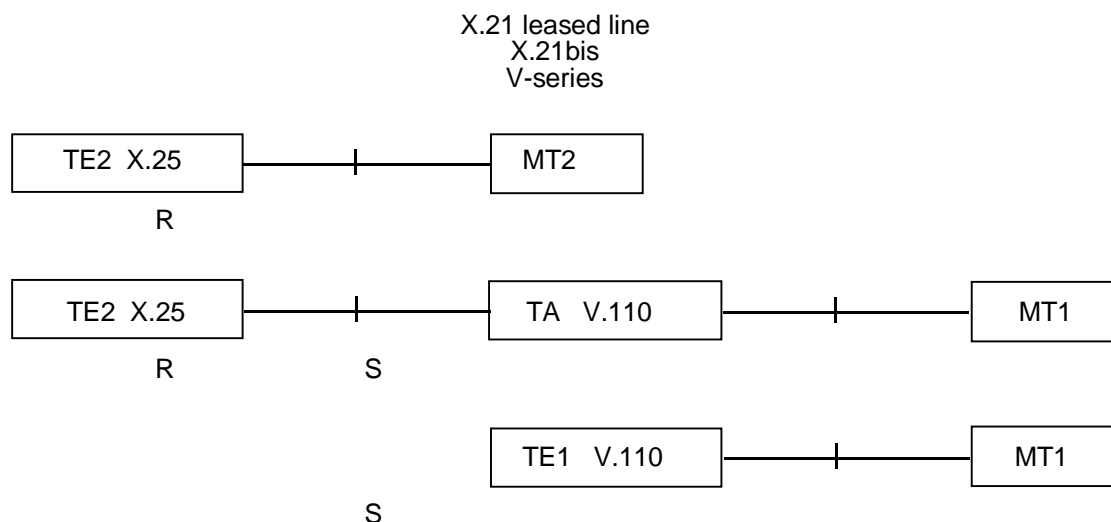 X.21 leased line
X.21bis
V-series
TE2 X.25 MT2
R
TE2 X.25 TA V.110 MT1
R S
TE1 V.110 MT1
S